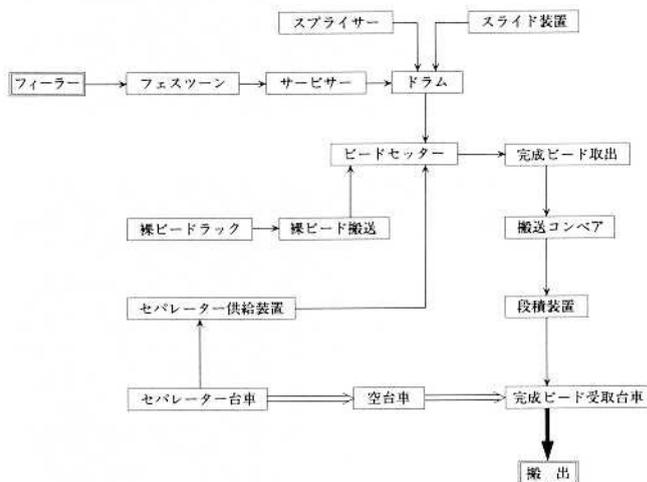 スプライサー
スライド装置
フィーラー
フェスツーン
サービサー
ドラム
ビードセッター
完成ビード取出
裸ビードラック
裸ビード搬送
搬送コンベア
セパレーター供給装置
段積装置
セパレーター台車
空台車
完成ビード受取台車
搬 出